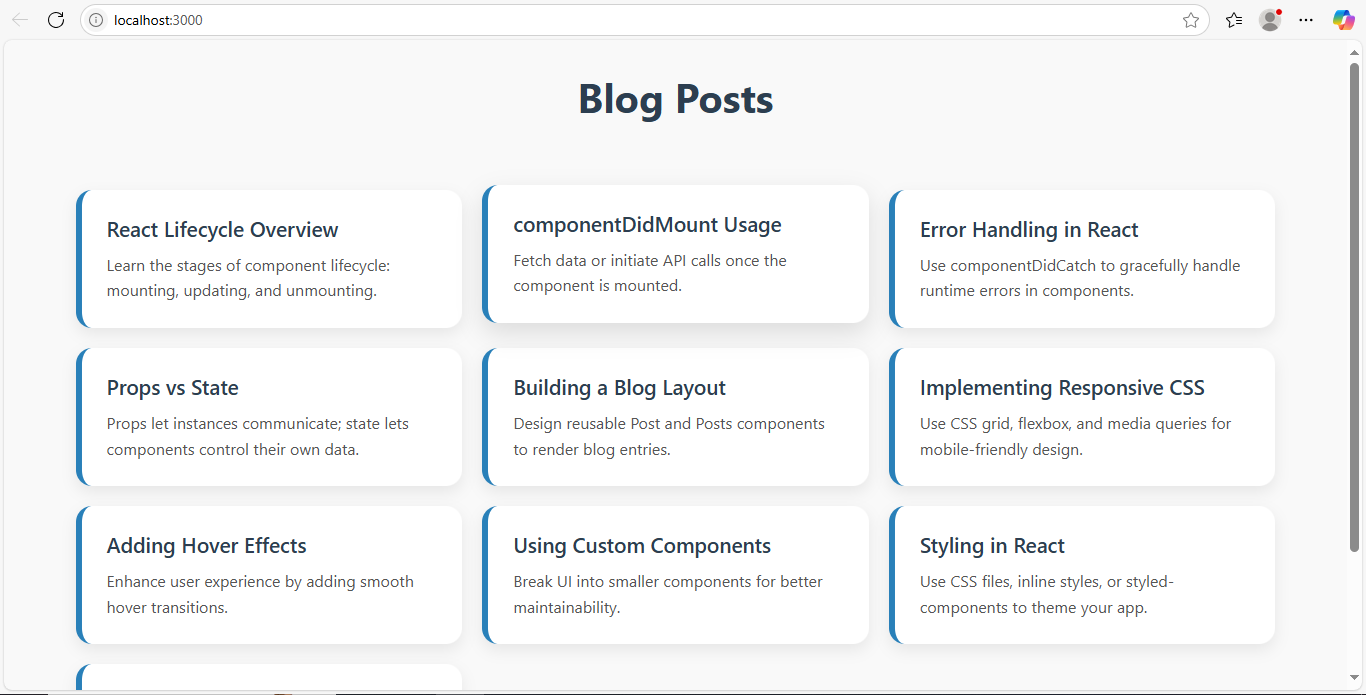 localhost:3000
Blog Posts
React Lifecycle Overview
Learn the stages of component lifecycle:
mounting, updating, and unmounting.
componentDidMount Usage
Fetch data or initiate API calls once the
component is mounted.
Error Handling in React
Use componentDidCatch to gracefully handle
runtime errors in components.
Props vs State
Props let instances communicate; state lets
components control their own data.
Building a Blog Layout
Design reusable Post and Posts components
to render blog entries.
Implementing Responsive CSS
Use CSS grid, flexbox, and media queries for
mobile-friendly design.
Adding Hover Effects
Enhance user experience by adding smooth
hover transitions.
Using Custom Components
Break UI into smaller components for better
maintainability.
Styling in React
Use CSS files, inline styles, or styled-
components to theme your app.